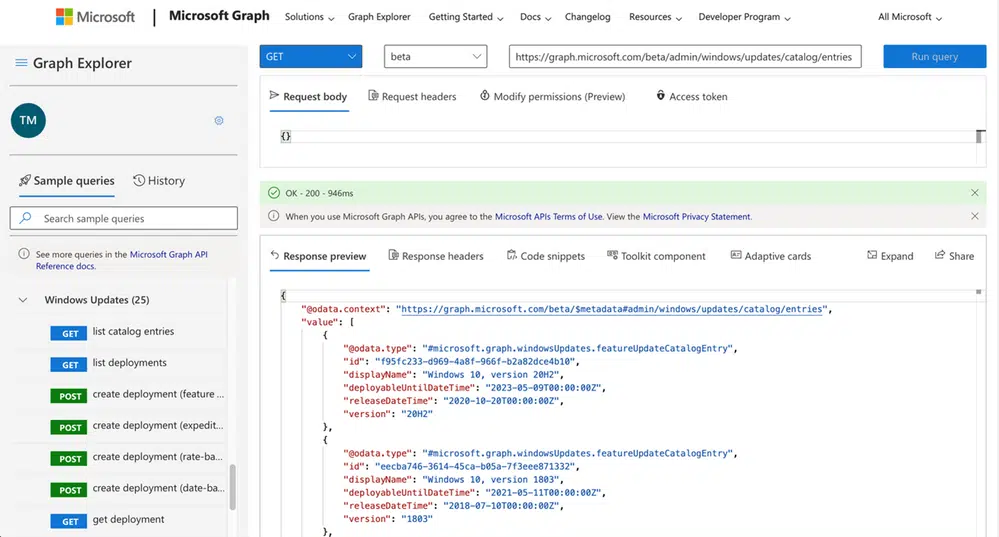 Microsoft | Microsoft Graph Solutions Graph Explorer Getting Started Docs Changelog Resources Developer Program All Microsoft
Graph Explorer
GET beta https://graph.microsoft.com/beta/admin/windows/updates/catalog/entries Run query
Request body Request headers Modify permissions (Preview) Access token
TM
{}
Sample queries History
OK - 200 - 946ms
When you use Microsoft Graph APIs, you agree to the Microsoft APIs Terms of Use. View the Microsoft Privacy Statement.
Search sample queries
See more queries in the Microsoft Graph API
Reference docs.
Response preview Response headers Code snippets Toolkit component Adaptive cards Expand Share
Windows Updates (25)
GET list catalog entries
GET list deployments
POST create deployment (feature ...
POST create deployment (expedit...
POST create deployment (rate-ba...
POST create deployment (date-ba...
GET get deployment
{
"@odata.context": "https://graph.microsoft.com/beta/$metadata#admin/windows/updates/catalog/entries",
"value": [
{
"@odata.type": "#microsoft.graph.windowsUpdates.featureUpdateCatalogEntry",
"id": "f95fc233-d969-4a8f-966f-b2a82dce4b10",
"displayName": "Windows 10, version 20H2",
"deployableUntilDateTime": "2023-05-09T00:00:00Z",
"releaseDateTime": "2020-10-20T00:00:00Z",
"version": "20H2"
},
{
"@odata.type": "#microsoft.graph.windowsUpdates.featureUpdateCatalogEntry",
"id": "eecba746-3614-45ca-b05a-7f3eee871332",
"displayName": "Windows 10, version 1803",
"deployableUntilDateTime": "2021-05-11T00:00:00Z",
"releaseDateTime": "2018-07-10T00:00:00Z",
"version": "1803"
},